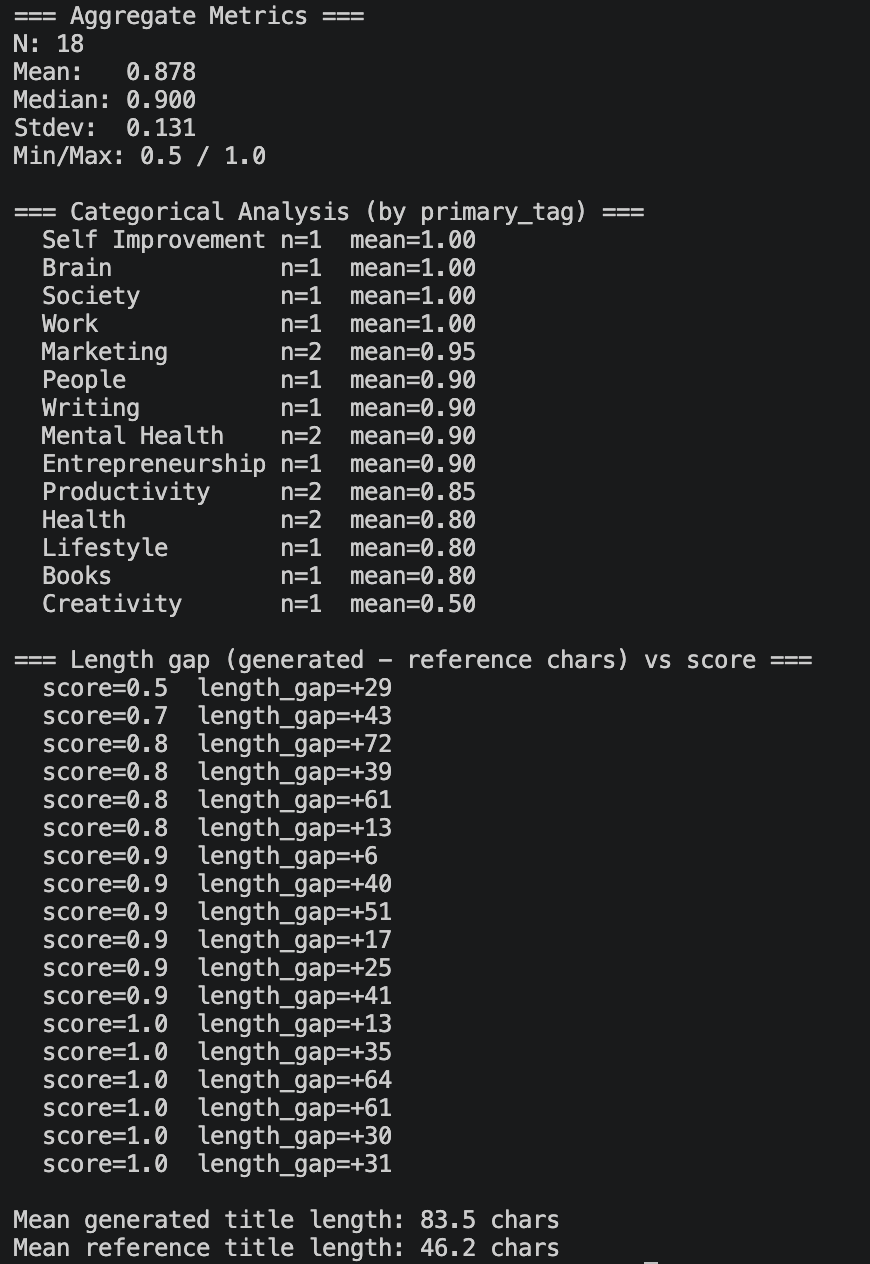 === Aggregate Metrics ===
N: 18
Mean:   0.878
Median: 0.900
Stdev:  0.131
Min/Max: 0.5 / 1.0

=== Categorical Analysis (by primary_tag) ===
  Self Improvement n=1  mean=1.00
  Brain            n=1  mean=1.00
  Society          n=1  mean=1.00
  Work             n=1  mean=1.00
  Marketing        n=2  mean=0.95
  People           n=1  mean=0.90
  Writing          n=1  mean=0.90
  Mental Health    n=2  mean=0.90
  Entrepreneurship n=1  mean=0.90
  Productivity     n=2  mean=0.85
  Health           n=2  mean=0.80
  Lifestyle        n=1  mean=0.80
  Books            n=1  mean=0.80
  Creativity       n=1  mean=0.50

=== Length gap (generated - reference chars) vs score ===
  score=0.5  length_gap=+29
  score=0.7  length_gap=+43
  score=0.8  length_gap=+72
  score=0.8  length_gap=+39
  score=0.8  length_gap=+61
  score=0.8  length_gap=+13
  score=0.9  length_gap=+6
  score=0.9  length_gap=+40
  score=0.9  length_gap=+51
  score=0.9  length_gap=+17
  score=0.9  length_gap=+25
  score=0.9  length_gap=+41
  score=1.0  length_gap=+13
  score=1.0  length_gap=+35
  score=1.0  length_gap=+64
  score=1.0  length_gap=+61
  score=1.0  length_gap=+30
  score=1.0  length_gap=+31

Mean generated title length: 83.5 chars
Mean reference title length: 46.2 chars